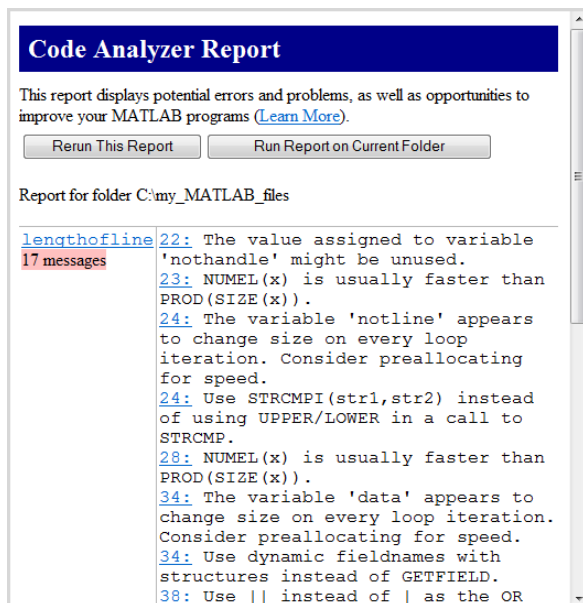 Code Analyzer Report
This report displays potential errors and problems, as well as opportunities to
improve your MATLAB programs (Learn More).
Rerun This Report
Run Report on Current Folder
Report for folder C:\my_MATLAB_files
lengthofline
17 messages
22: The value assigned to variable
'nothandle' might be unused.
23: NUMEL(x) is usually faster than
PROD(SIZE(x)).
24: The variable 'notline' appears
to change size on every loop
iteration. Consider preallocating
for speed.
24: Use STRCMPI(str1,str2) instead
of using UPPER/LOWER in a call to
STRCMP.
28: NUMEL(x) is usually faster than
PROD(SIZE(x)).
34: The variable 'data' appears to
change size on every loop iteration.
Consider preallocating for speed.
34: Use dynamic fieldnames with
structures instead of GETFIELD.
38: Use || instead of | as the OR